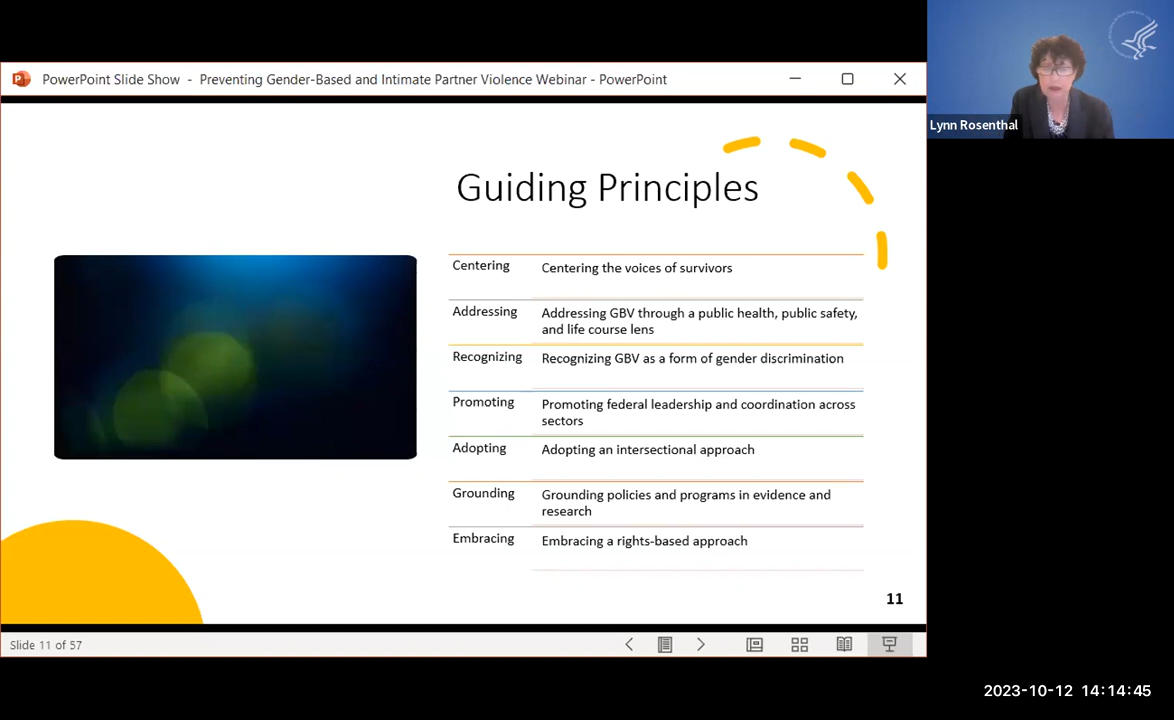 PowerPoint Slide Show - Preventing Gender-Based and Intimate Partner Violence Webinar - PowerPoint
Lynn Rosenthal
Guiding Principles
Centering Centering the voices of survivors
Addressing Addressing GBV through a public health, public safety,
and life course lens
Recognizing Recognizing GBV as a form of gender discrimination
Promoting Promoting federal leadership and coordination across
sectors
Adopting Adopting an intersectional approach
Grounding Grounding policies and programs in evidence and
research
Embracing Embracing a rights-based approach
11
Slide 11 of 57
2023-10-12 14:14:45